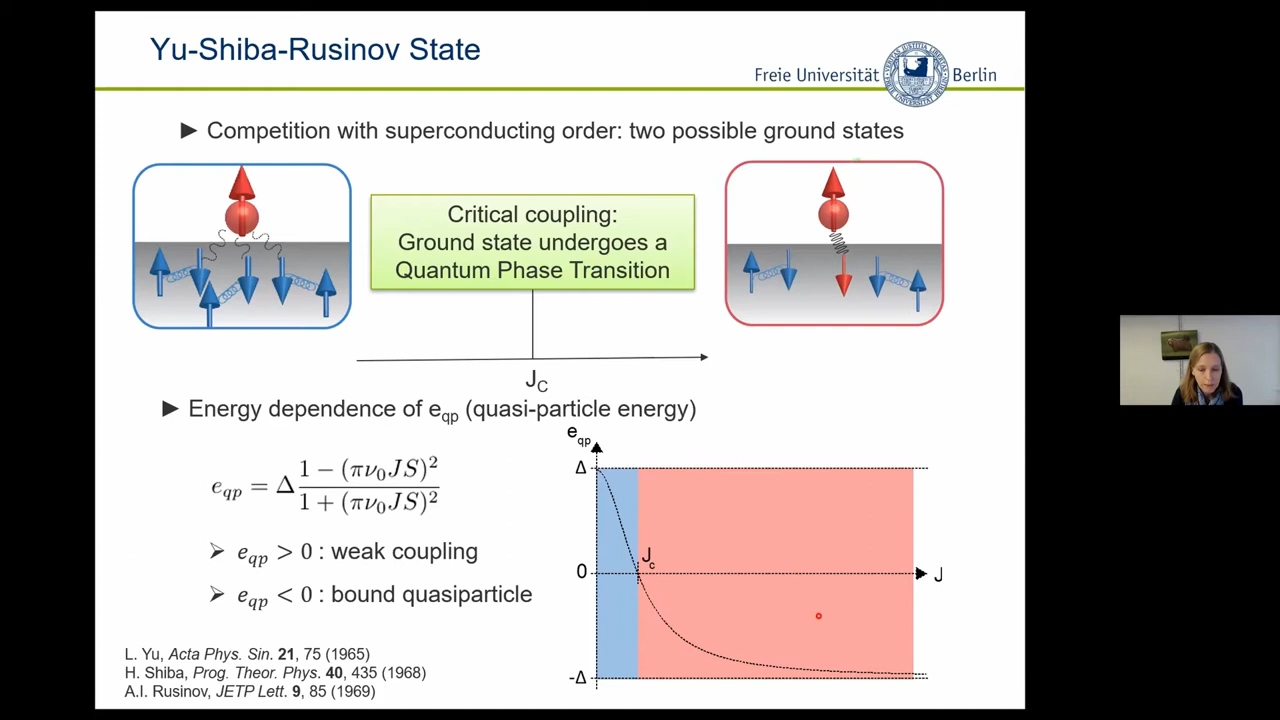 Yu-Shiba-Rusinov State
Freie Universität Berlin
► Competition with superconducting order: two possible ground states
Critical coupling:
Ground state undergoes a
Quantum Phase Transition
J_C
► Energy dependence of e_qp (quasi-particle energy)
e_qp = Δ (1 − (πν₀JS)²) / (1 + (πν₀JS)²)
➢ e_qp > 0 : weak coupling
➢ e_qp < 0 : bound quasiparticle
e_qp
Δ
J_c
0
J
-Δ
L. Yu, Acta Phys. Sin. 21, 75 (1965)
H. Shiba, Prog. Theor. Phys. 40, 435 (1968)
A.I. Rusinov, JETP Lett. 9, 85 (1969)